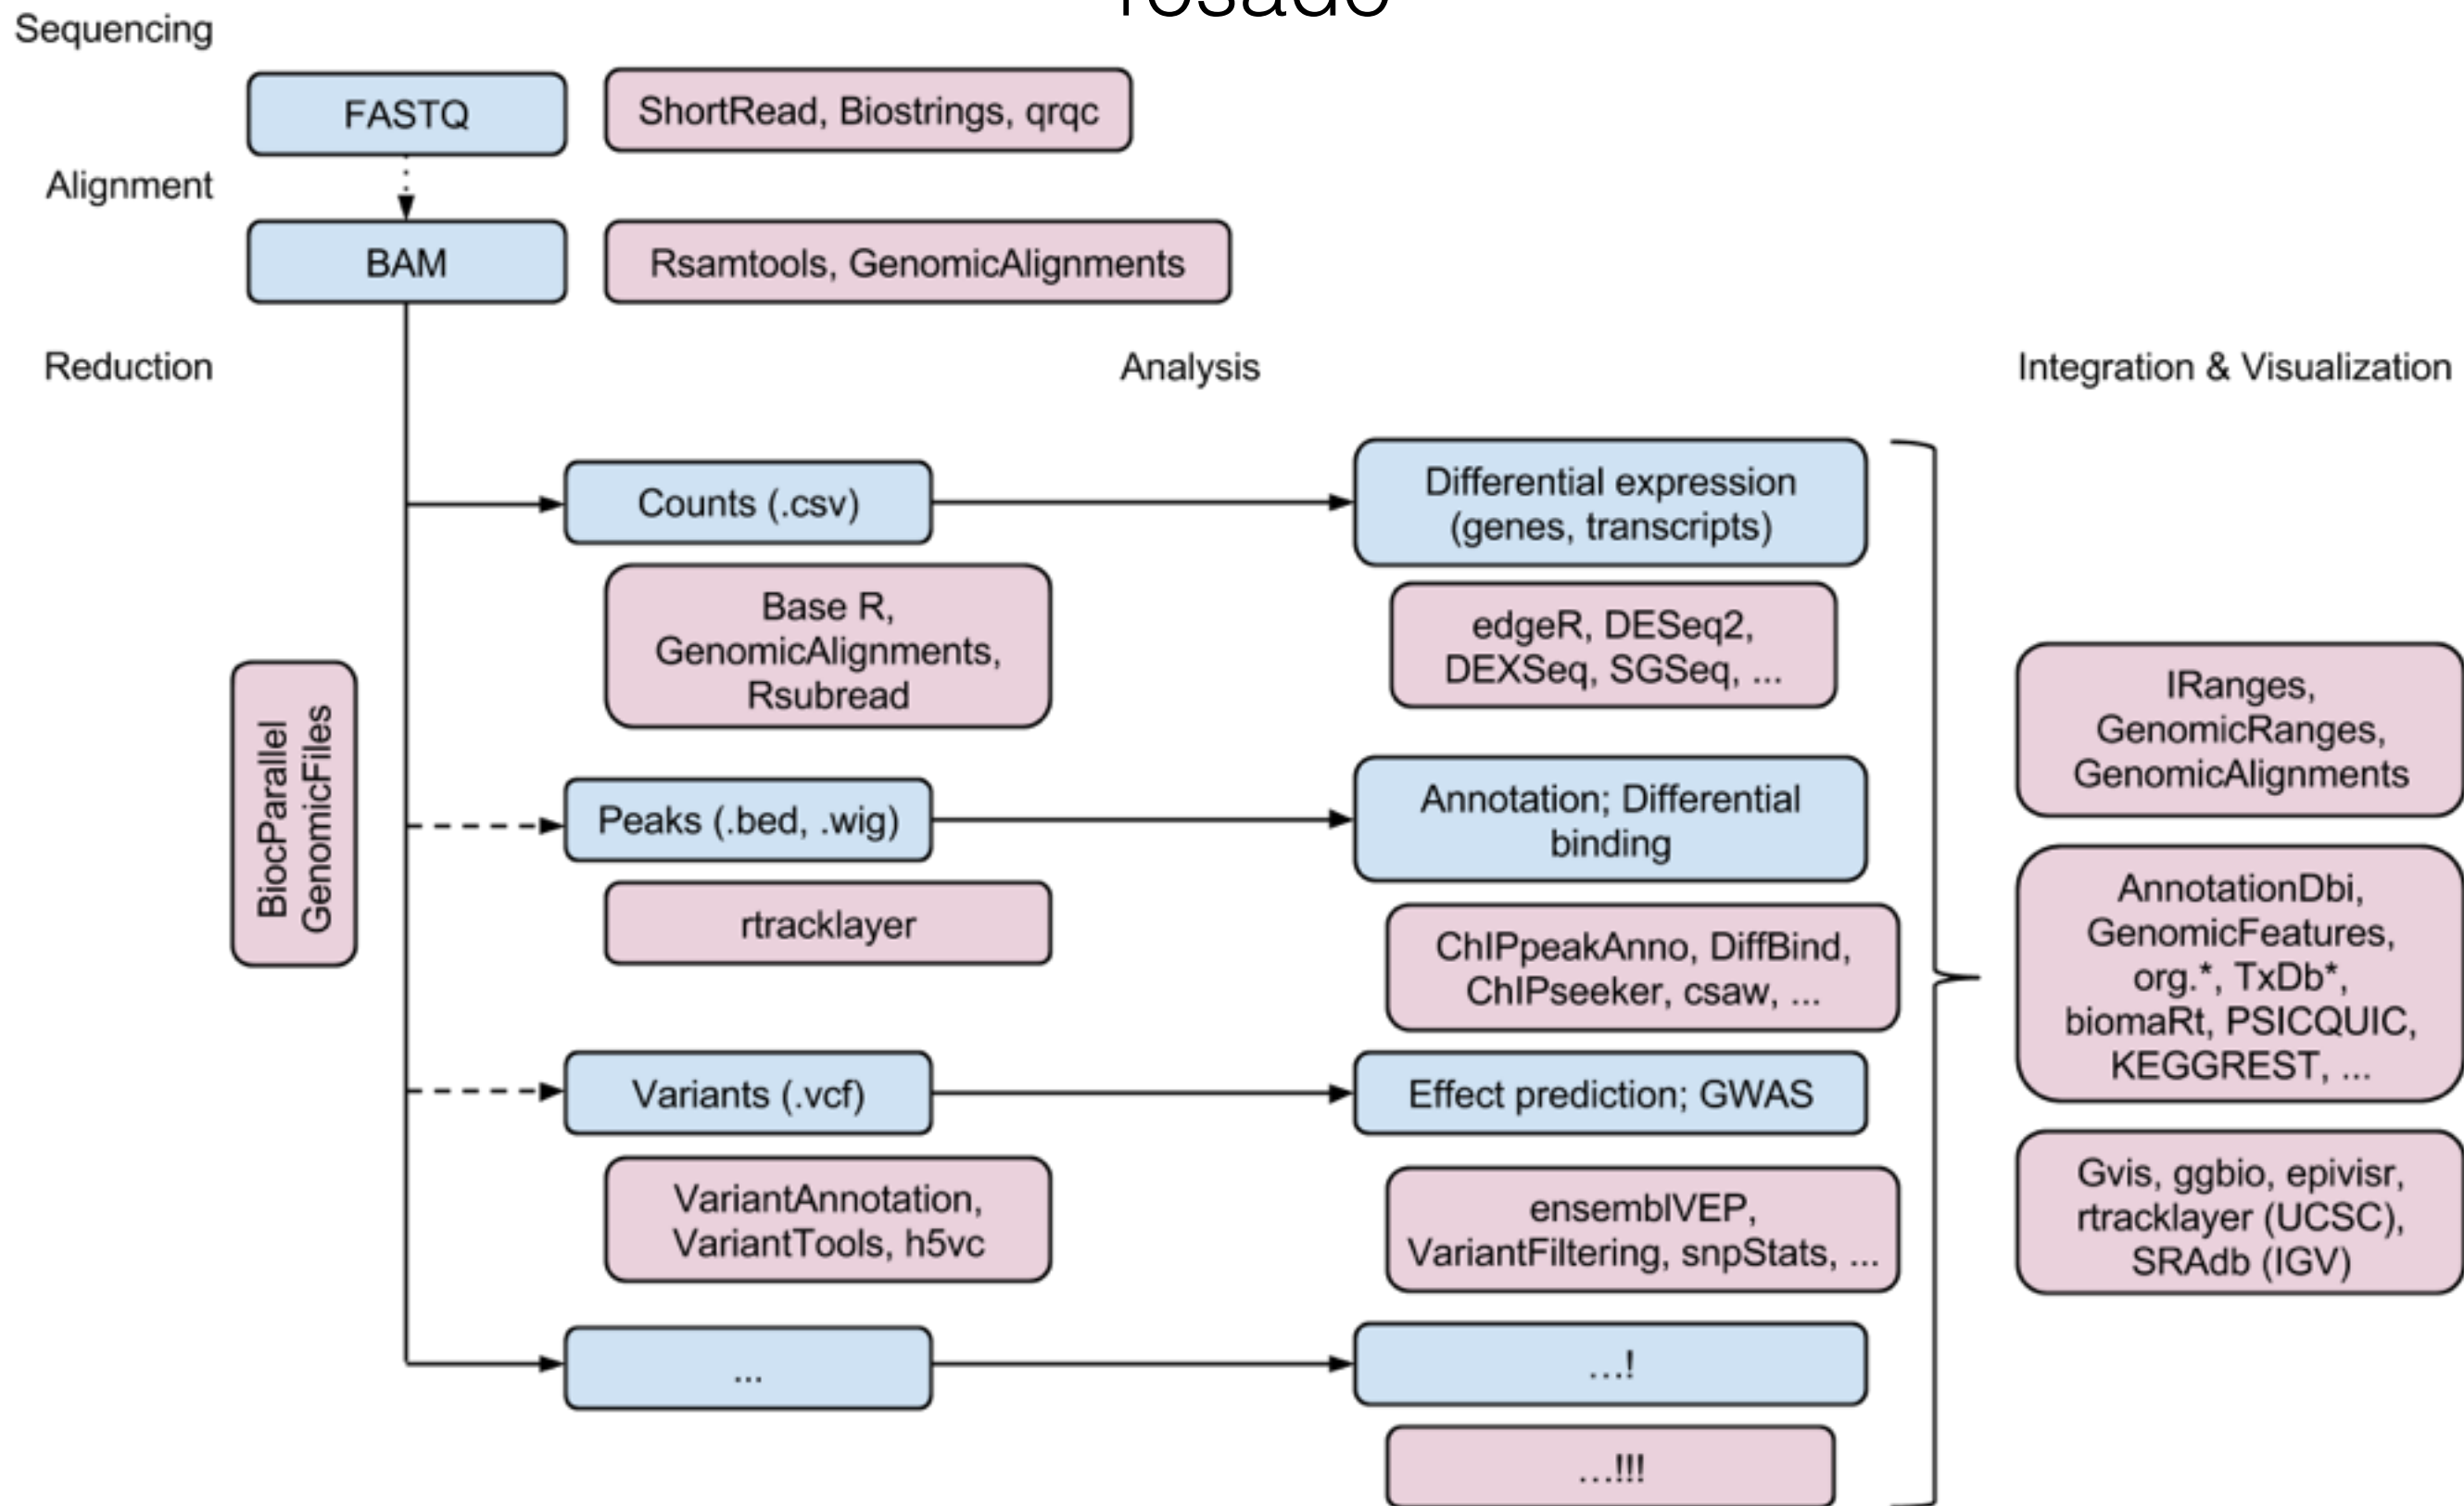 rosado
Sequencing
FASTQ
ShortRead, Biostrings, qrqc
Alignment
BAM
Rsamtools, GenomicAlignments
Reduction
Analysis
Integration & Visualization
Counts (.csv)
Differential expression
(genes, transcripts)
Base R,
GenomicAlignments,
Rsubread
edgeR, DESeq2,
DEXSeq, SGSeq, ...
BiocParallel
GenomicFiles
Peaks (.bed, .wig)
Annotation; Differential
binding
rtracklayer
ChIPpeakAnno, DiffBind,
ChIPseeker, csaw, ...
Variants (.vcf)
Effect prediction; GWAS
VariantAnnotation,
VariantTools, h5vc
ensemblVEP,
VariantFiltering, snpStats, ...
...
...!
...!!!
IRanges,
GenomicRanges,
GenomicAlignments
AnnotationDbi,
GenomicFeatures,
org.*, TxDb*,
biomaRt, PSICQUIC,
KEGGREST, ...
Gvis, ggbio, epivisr,
rtracklayer (UCSC),
SRAdb (IGV)